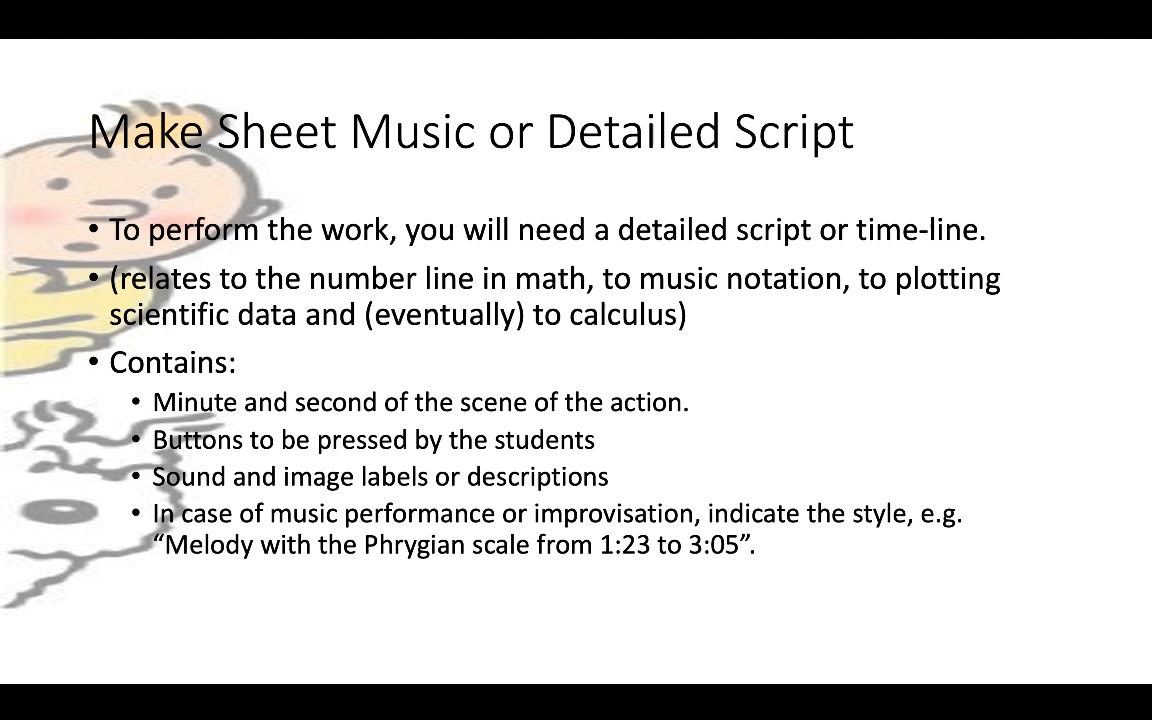 Make Sheet Music or Detailed Script
• To perform the work, you will need a detailed script or time-line.
• (relates to the number line in math, to music notation, to plotting
scientific data and (eventually) to calculus)
• Contains:
• Minute and second of the scene of the action.
• Buttons to be pressed by the students
• Sound and image labels or descriptions
• In case of music performance or improvisation, indicate the style, e.g.
“Melody with the Phrygian scale from 1:23 to 3:05”.